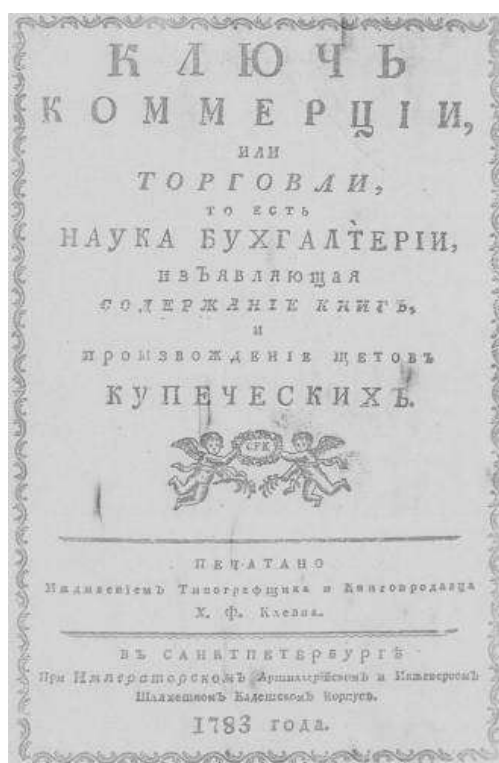 КЛЮЧЪ
КОММЕРЦІИ,
ИЛИ
ТОРГОВЛИ,
ТО ЕСТЬ
НАУКА БУХГАЛТЕРІИ,
ИЗЪЯВЛЯЮЩАЯ
СОДЕРЖАНІЕ КНИГЪ,
И
ПРОИЗВОЖДЕНІЕ ЩЕТОВЪ
КУПЕЧЕСКИХЪ.
CFK
ПЕЧАТАНО
Иждивеніемъ Типографщика и Книгопродавца
Х. Ф. Клеена.
ВЪ САНКТПЕТЕРБУРГѢ
При Императорскомъ Артиллерійскомъ и Инженерномъ
Шляхетномъ Кадетскомъ Корпусѣ.
1783 года.